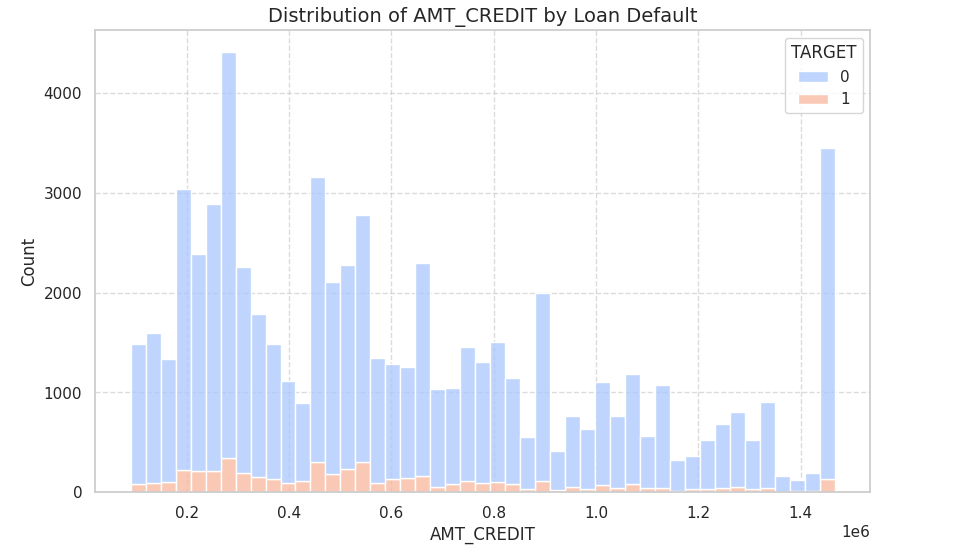 Distribution of AMT_CREDIT by Loan Default
TARGET
0
1
Count
4000
3000
2000
1000
0
0.2 0.4 0.6 0.8 1.0 1.2 1.4
1e6
AMT_CREDIT